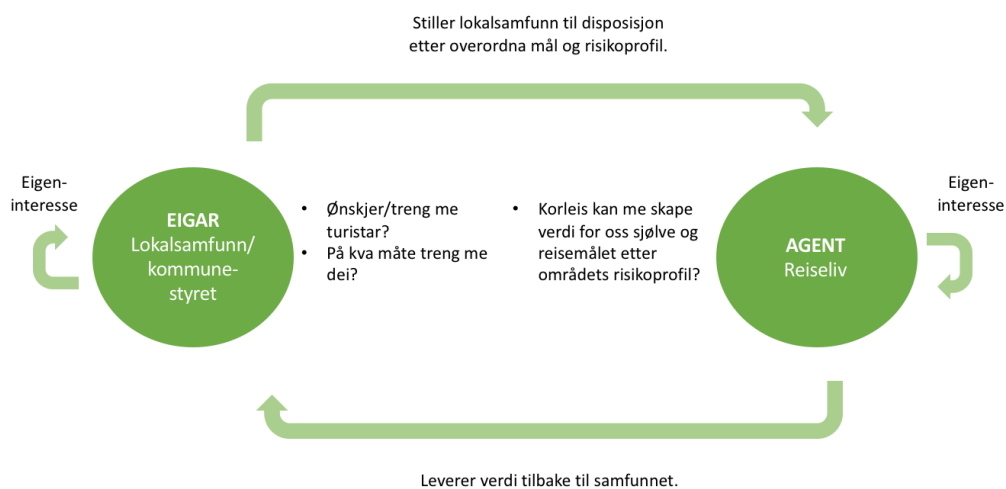 Stiller lokalsamfunn til disposisjon
etter overordna mål og risikoprofil.
Eigen-
interesse
EIGAR
Lokalsamfunn/
kommune-
styret
• Ønskjer/treng me
turistar?
• På kva måte treng me
dei?
• Korleis kan me skape
verdi for oss sjølve og
reisemålet etter
områdets risikoprofil?
AGENT
Reiseliv
Eigen-
interesse
Leverer verdi tilbake til samfunnet.